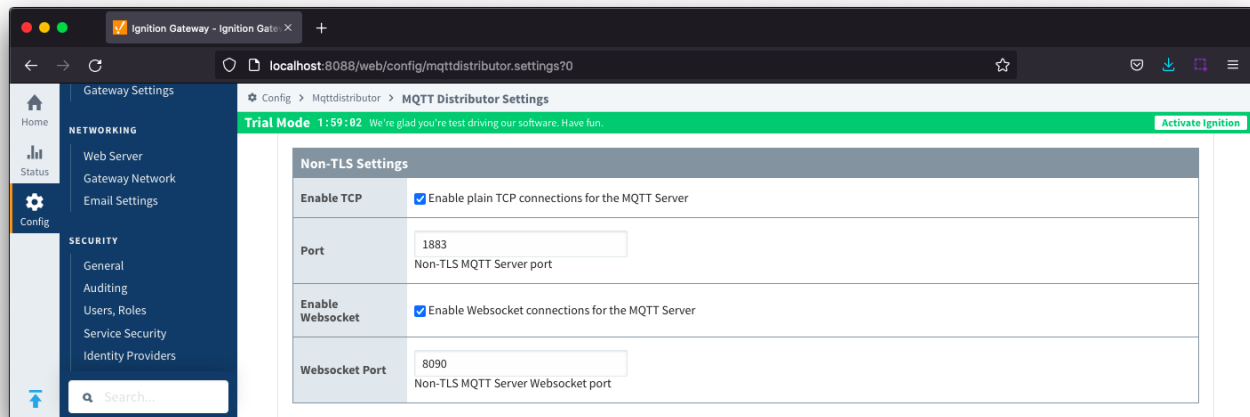 Ignition Gateway - Ignition Gate
localhost:8088/web/config/mqttdistributor.settings?0
Home
Status
Config
Gateway Settings
NETWORKING
Web Server
Gateway Network
Email Settings
SECURITY
General
Auditing
Users, Roles
Service Security
Identity Providers
Search...
Config > Mqttdistributor > MQTT Distributor Settings
Trial Mode 1:59:02 We're glad you're test driving our software. Have fun. Activate Ignition
Non-TLS Settings
Enable TCP Enable plain TCP connections for the MQTT Server
Port 1883
Non-TLS MQTT Server port
Enable
Websocket Enable Websocket connections for the MQTT Server
Websocket Port 8090
Non-TLS MQTT Server Websocket port